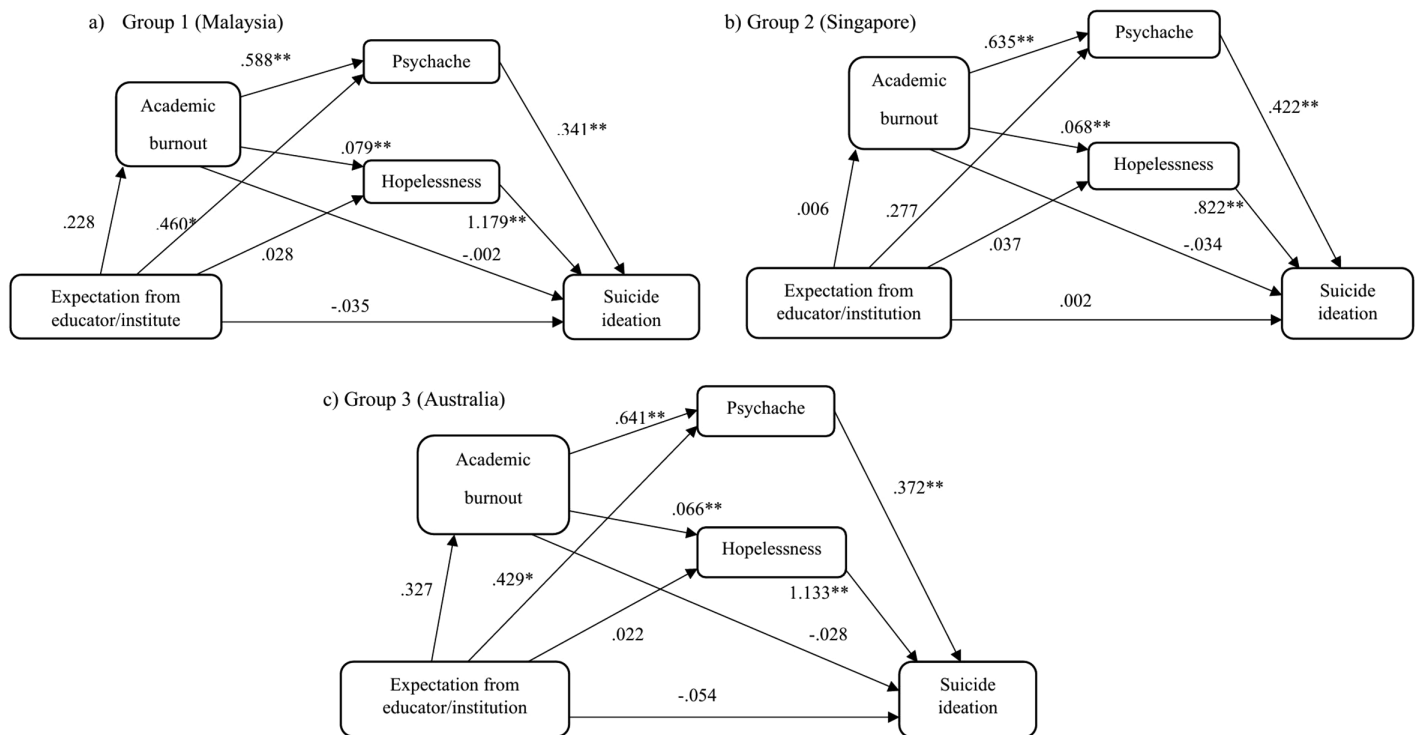 a) Group 1 (Malaysia)
Psychache
.588**
Academic
burnout
.341**
.079**
Hopelessness
.228
.460*
1.179**
.028
-.002
Expectation from
educator/institute
-.035
Suicide
ideation
b) Group 2 (Singapore)
Psychache
.635**
Academic
burnout
.422**
.068**
Hopelessness
.006
.277
.822**
.037
-.034
Expectation from
educator/institution
.002
Suicide
ideation
c) Group 3 (Australia)
Psychache
.641**
Academic
burnout
.372**
.066**
Hopelessness
.327
.429*
1.133**
.022
-.028
Expectation from
educator/institution
-.054
Suicide
ideation